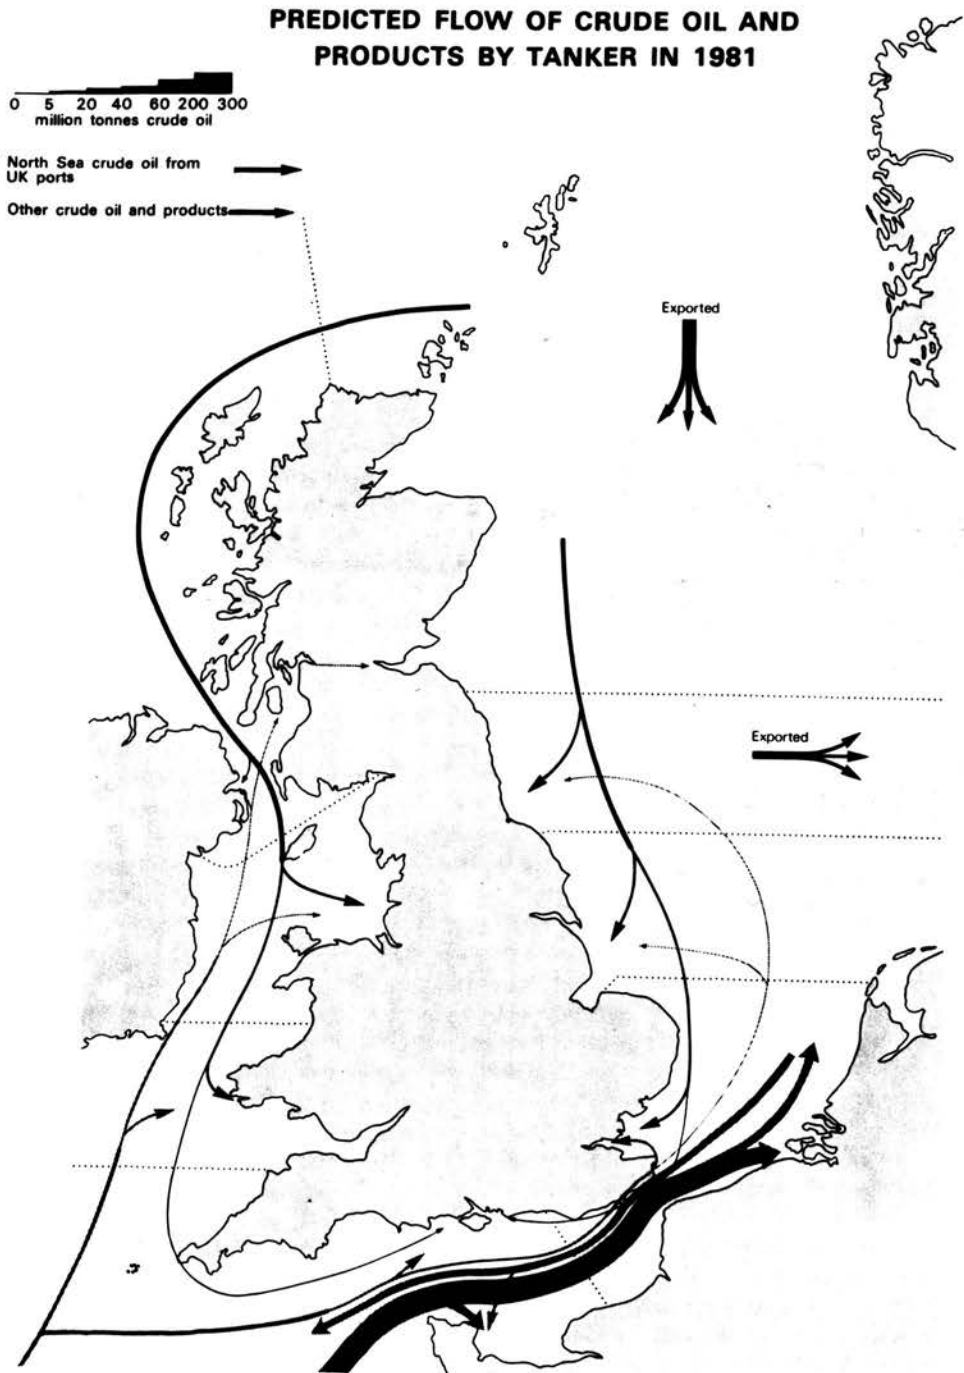 PREDICTED FLOW OF CRUDE OIL AND
PRODUCTS BY TANKER IN 1981
0 5 20 40 60 200 300
million tonnes crude oil
North Sea crude oil from
UK ports
Other crude oil and products
Exported
Exported